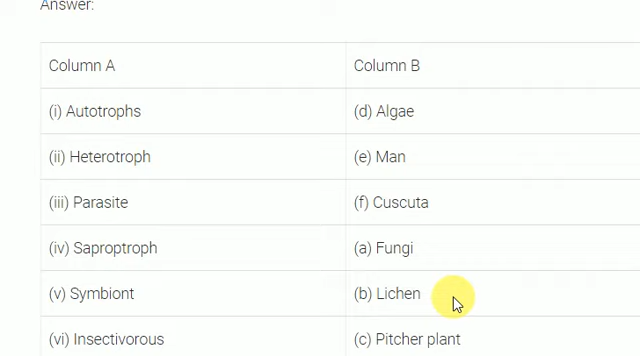 Answer:
Column A Column B
(i) Autotrophs (d) Algae
(ii) Heterotroph (e) Man
(iii) Parasite (f) Cuscuta
(iv) Saproptroph (a) Fungi
(v) Symbiont (b) Lichen
(vi) Insectivorous (c) Pitcher plant